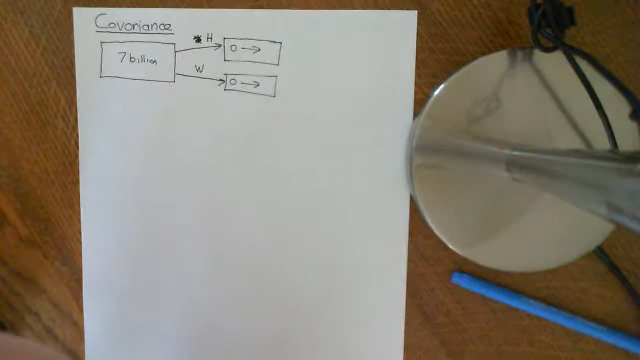 Covariance
H
7 billion
0 →
W
0 →